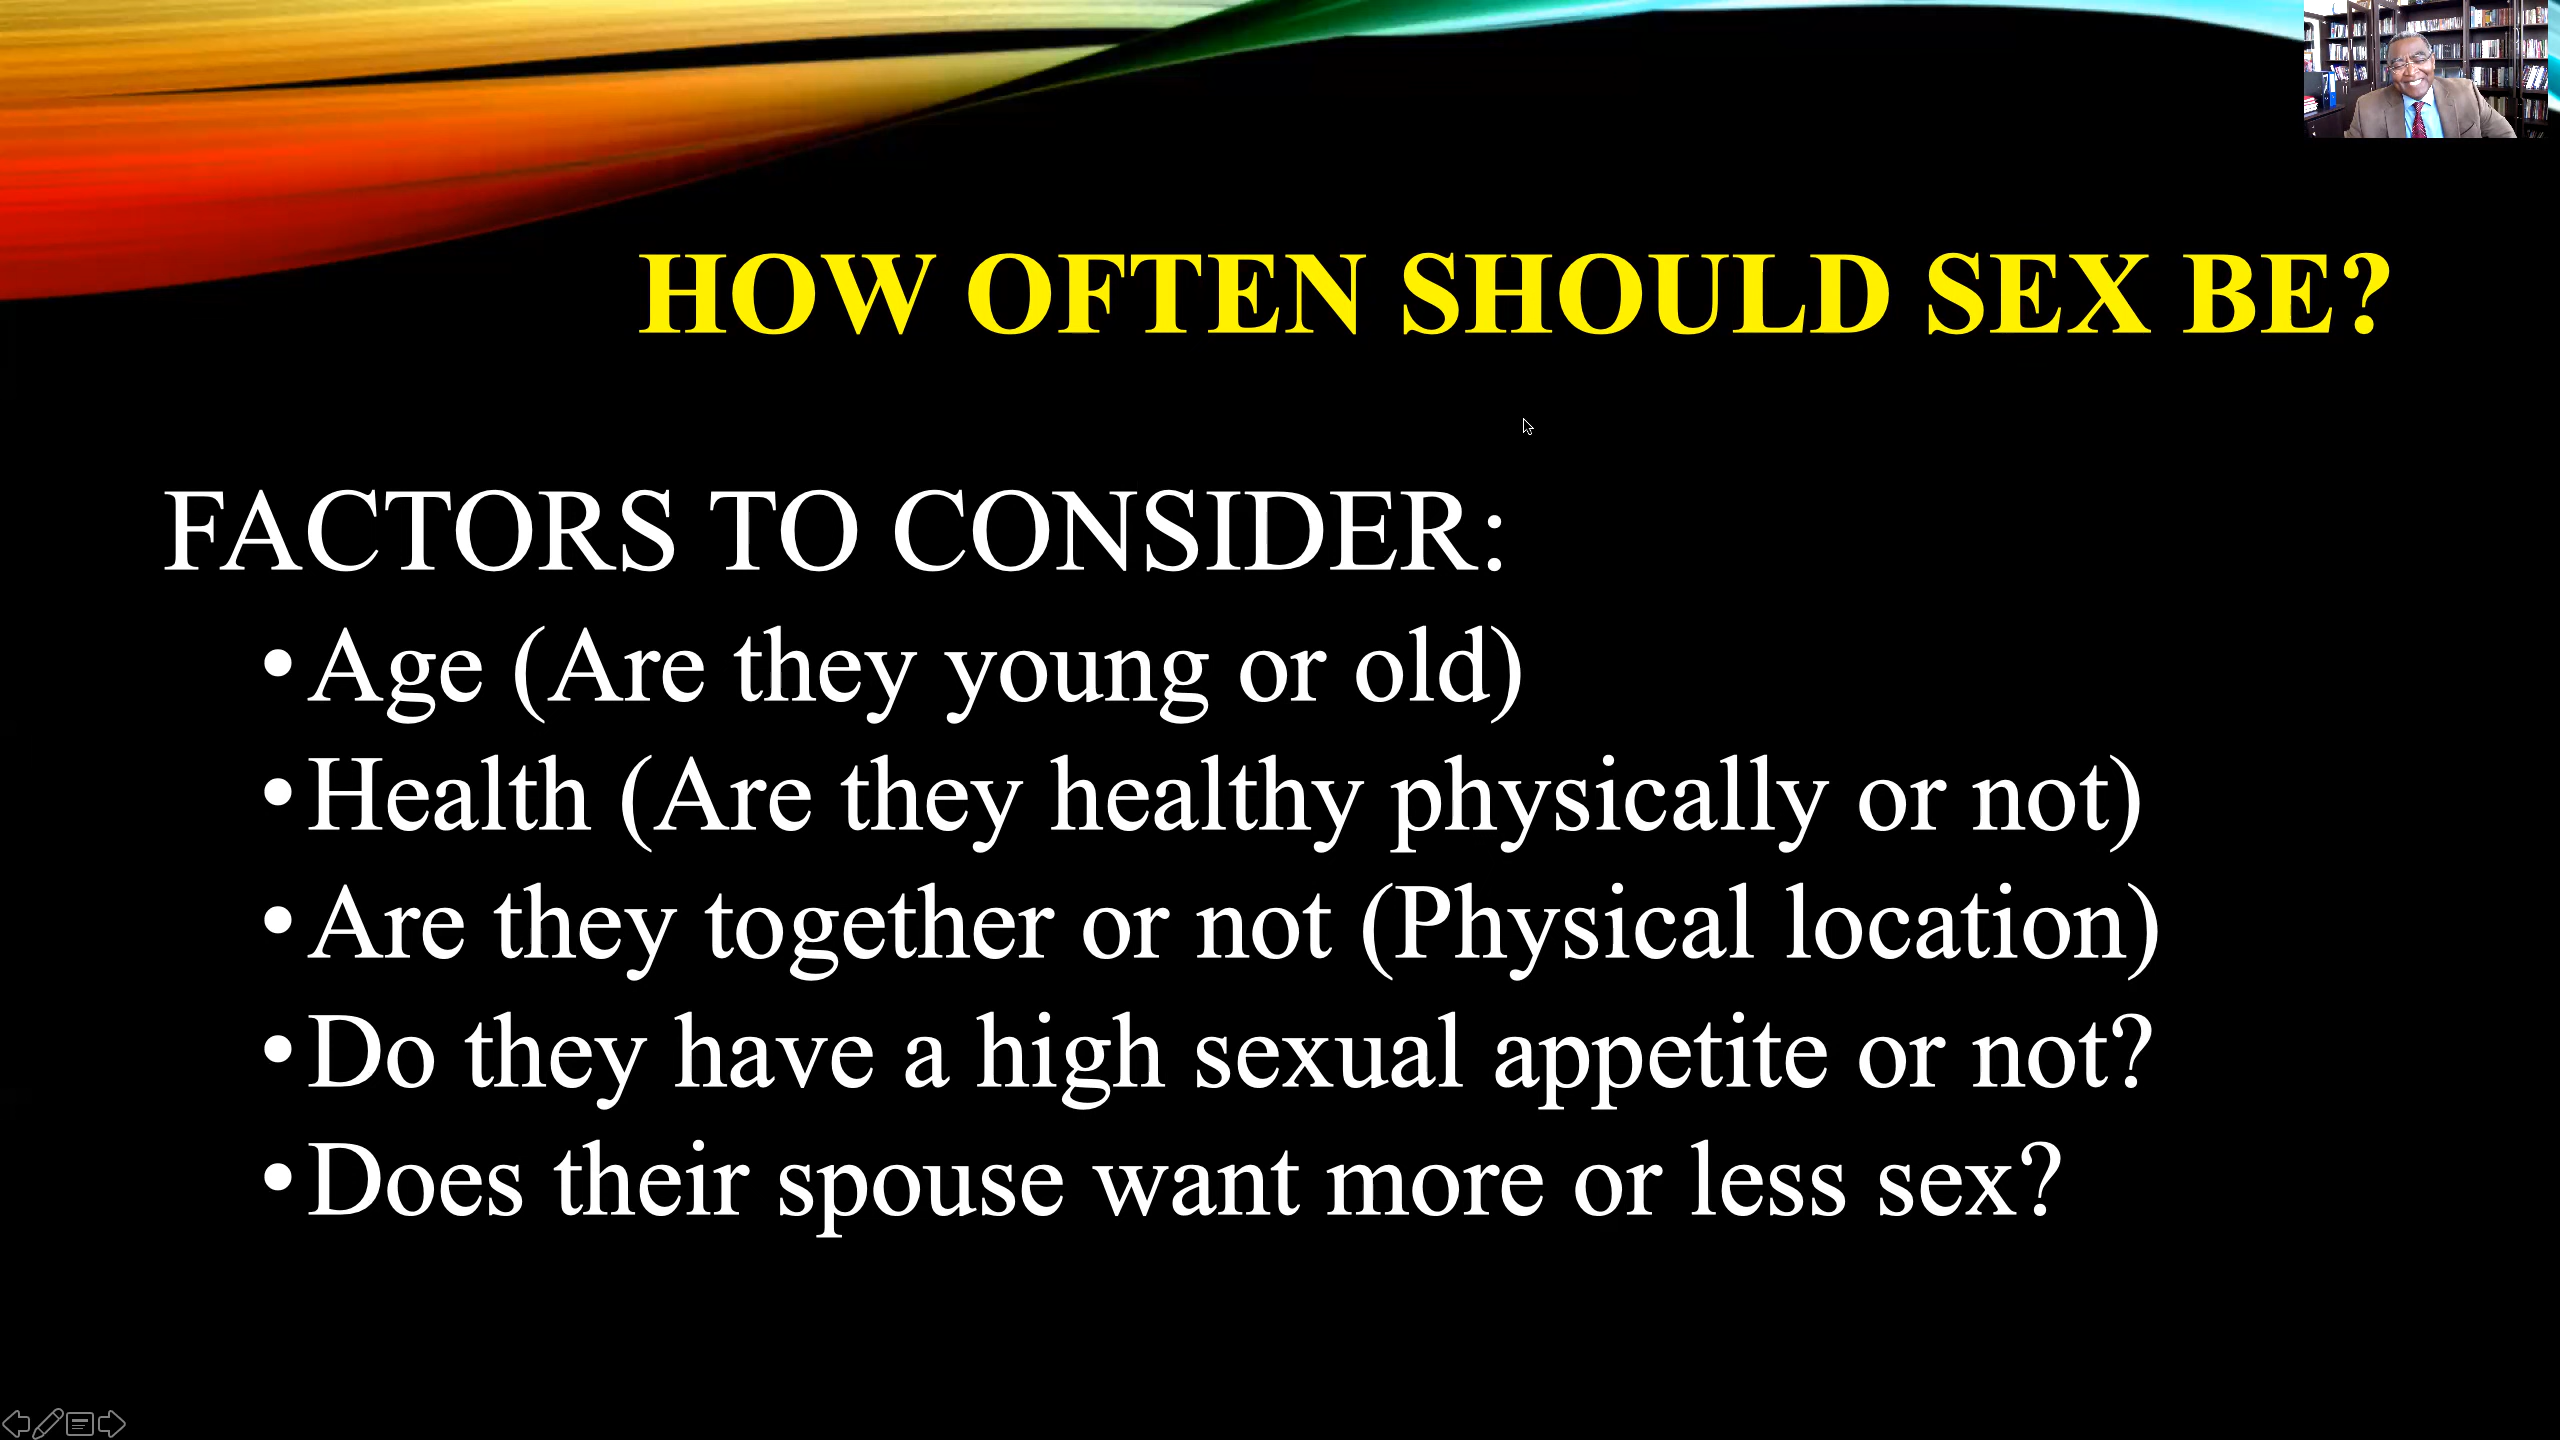 HOW OFTEN SHOULD SEX BE?
FACTORS TO CONSIDER:
•Age (Are they young or old)
•Health (Are they healthy physically or not)
•Are they together or not (Physical location)
•Do they have a high sexual appetite or not?
•Does their spouse want more or less sex?